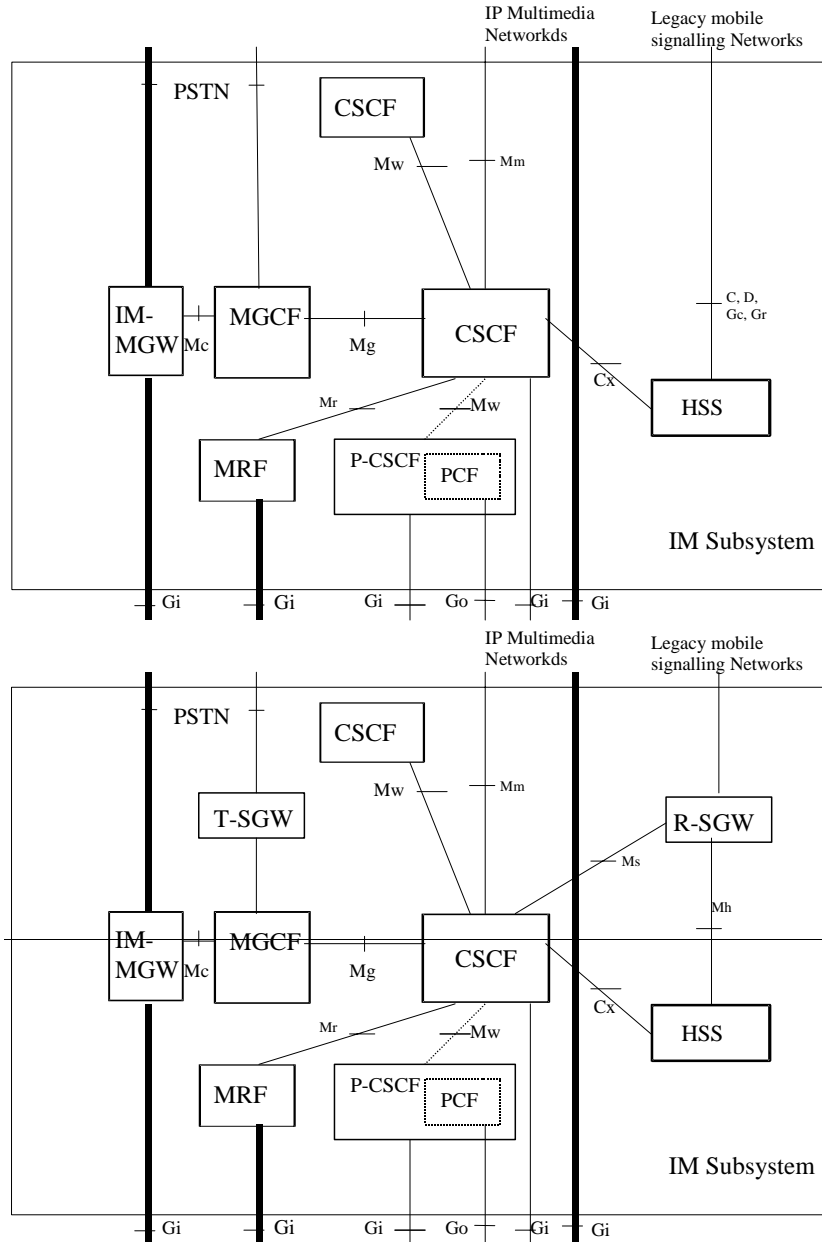 IP Multimedia
Networkds
Legacy mobile
signalling Networks
PSTN
CSCF
Mw
Mm
IM-
MGW
Mc
MGCF
Mg
CSCF
C, D,
Gc, Gr
Cx
HSS
Mr
Mw
MRF
P-CSCF
PCF
IM Subsystem
Gi
Gi
Gi
Go
Gi
Gi
IP Multimedia
Networkds
Legacy mobile
signalling Networks
PSTN
CSCF
Mw
Mm
T-SGW
R-SGW
Ms
Mh
IM-
MGW
Mc
MGCF
Mg
CSCF
Cx
HSS
Mr
Mw
MRF
P-CSCF
PCF
IM Subsystem
Gi
Gi
Gi
Go
Gi
Gi